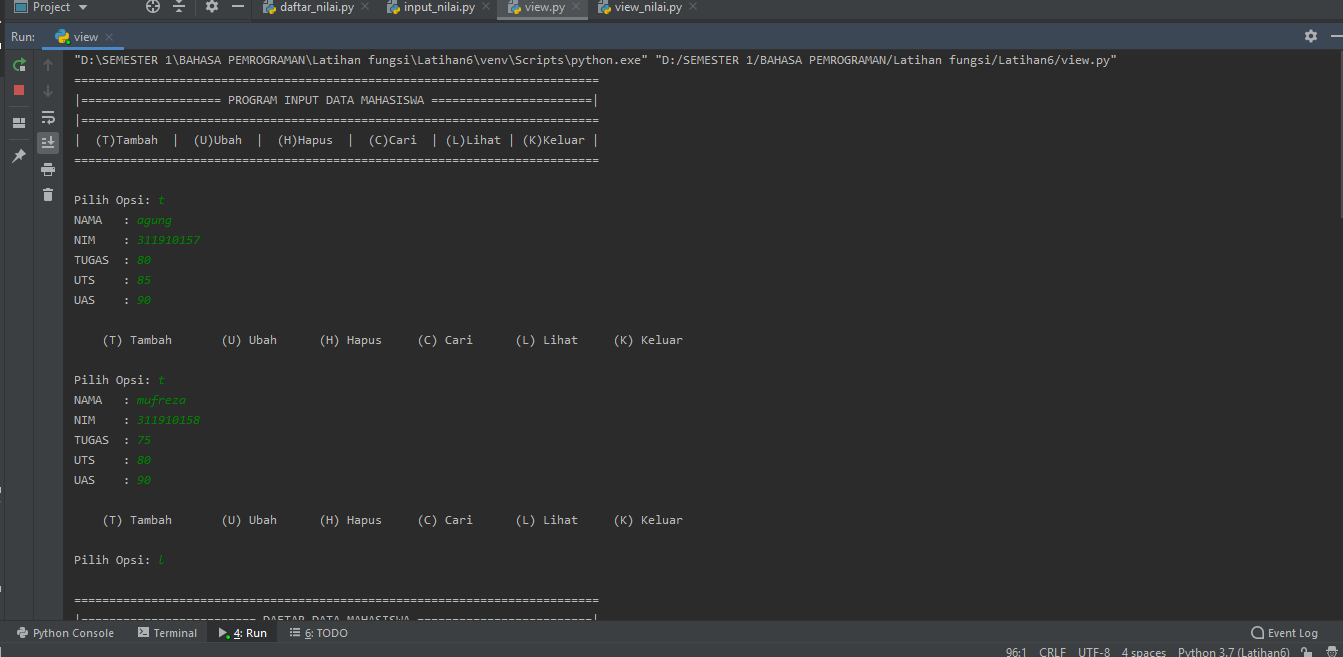 Project
daftar_nilai.py
input_nilai.py
view.py
view_nilai.py
Run:
view
"D:\SEMESTER 1\BAHASA PEMROGRAMAN\Latihan fungsi\Latihan6\venv\Scripts\python.exe" "D:/SEMESTER 1/BAHASA PEMROGRAMAN/Latihan fungsi/Latihan6/view.py"
===========================================================================
|==================== PROGRAM INPUT DATA MAHASISWA =======================|
|==========================================================================
|  (T)Tambah  |  (U)Ubah  |  (H)Hapus  |  (C)Cari  | (L)Lihat | (K)Keluar |
===========================================================================
Pilih Opsi: t
NAMA   : agung
NIM    : 311910157
TUGAS  : 80
UTS    : 85
UAS    : 90
(T) Tambah       (U) Ubah      (H) Hapus     (C) Cari      (L) Lihat     (K) Keluar
Pilih Opsi: t
NAMA   : mufreza
NIM    : 311910158
TUGAS  : 75
UTS    : 80
UAS    : 90
(T) Tambah       (U) Ubah      (H) Hapus     (C) Cari      (L) Lihat     (K) Keluar
Pilih Opsi: l
===========================================================================
|========================= DAFTAR DATA MAHASISWA =========================|
Python Console
Terminal
4: Run
6: TODO
Event Log
96:1
CRLF
UTF-8
4 spaces
Python 3.7 (Latihan6)